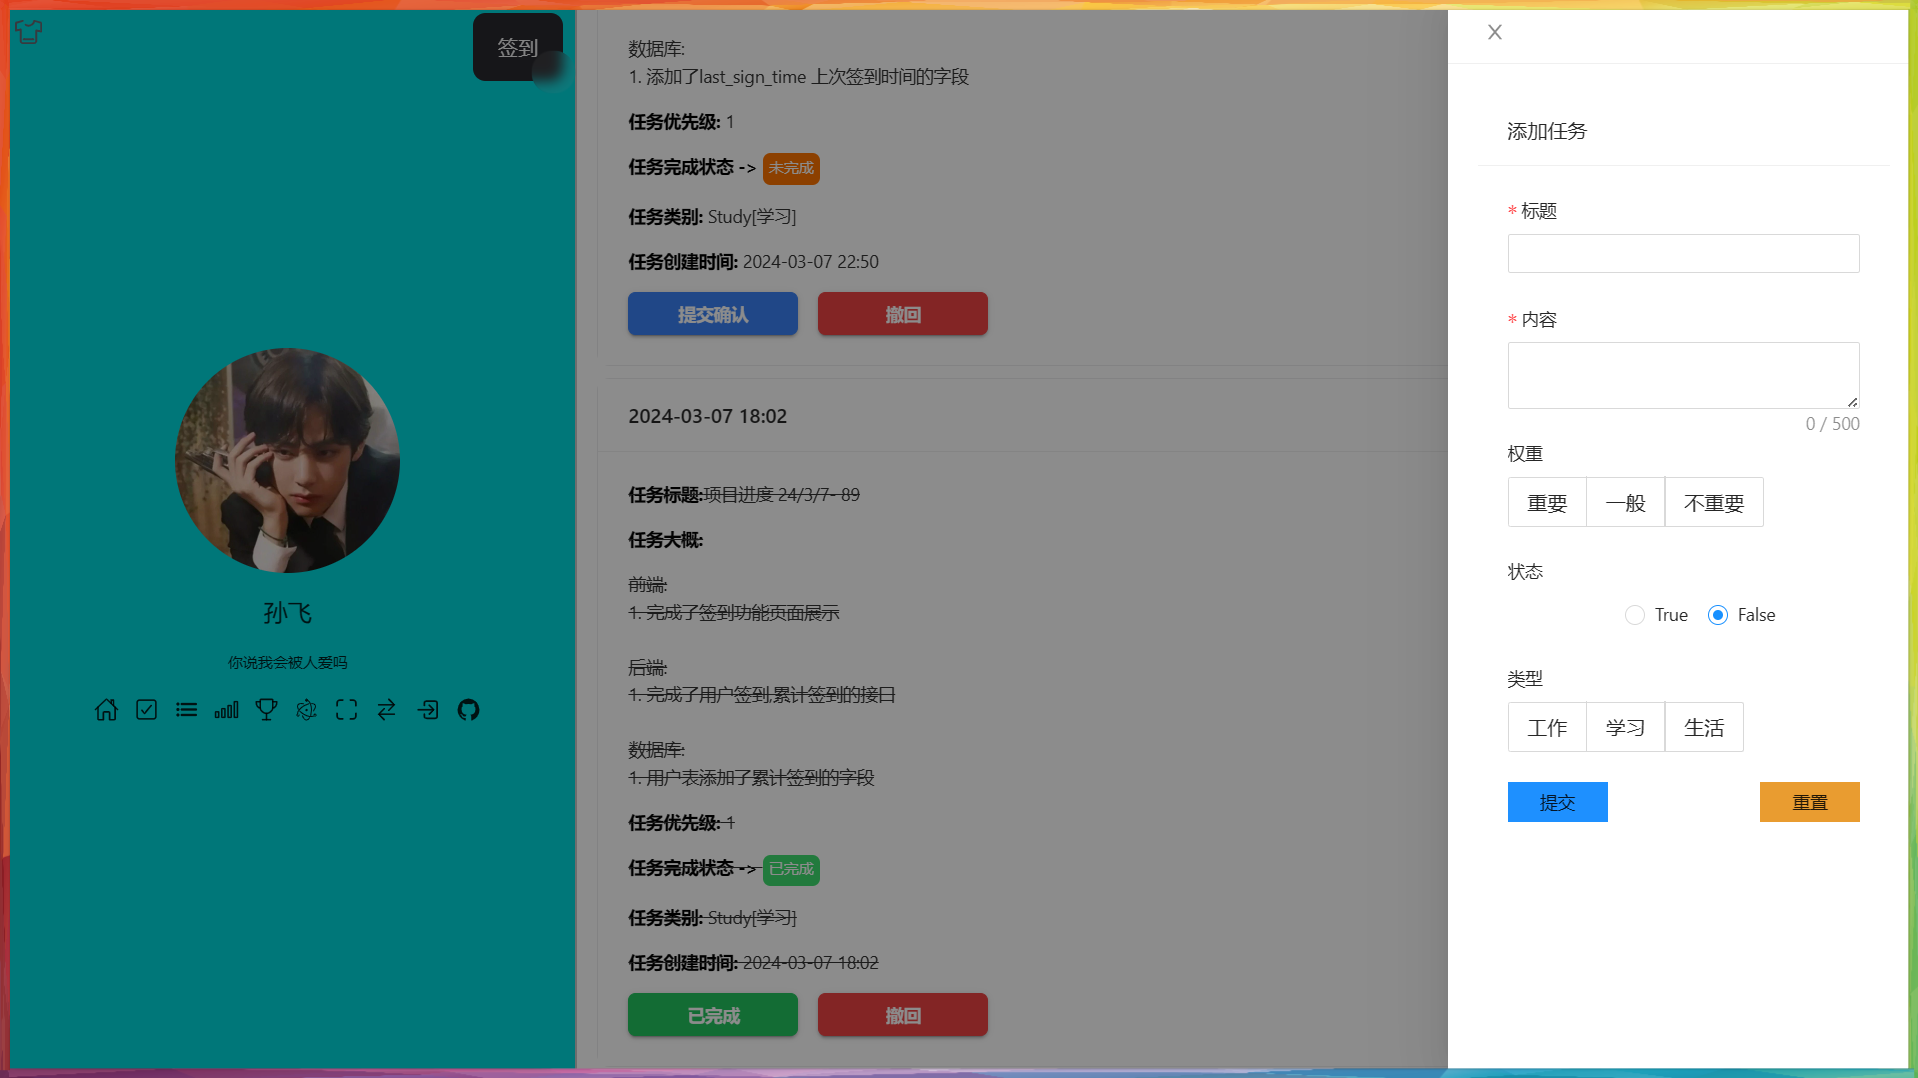 签到
孙飞
你说我会被人爱吗
数据库:
1. 添加了last_sign_time 上次签到时间的字段
任务优先级: 1
任务完成状态 -> 未完成
任务类别: Study[学习]
任务创建时间: 2024-03-07 22:50
提交确认 撤回
2024-03-07 18:02
任务标题:项目进度 24/3/7- 89
任务大概:
前端:
1. 完成了签到功能页面展示
后端:
1. 完成了用户签到,累计签到的接口
数据库:
1. 用户表添加了累计签到的字段
任务优先级: 1
任务完成状态 -> 已完成
任务类别: Study[学习]
任务创建时间: 2024-03-07 18:02
已完成 撤回
添加任务
* 标题
* 内容
0 / 500
权重
重要 一般 不重要
状态
True False
类型
工作 学习 生活
提交 重置